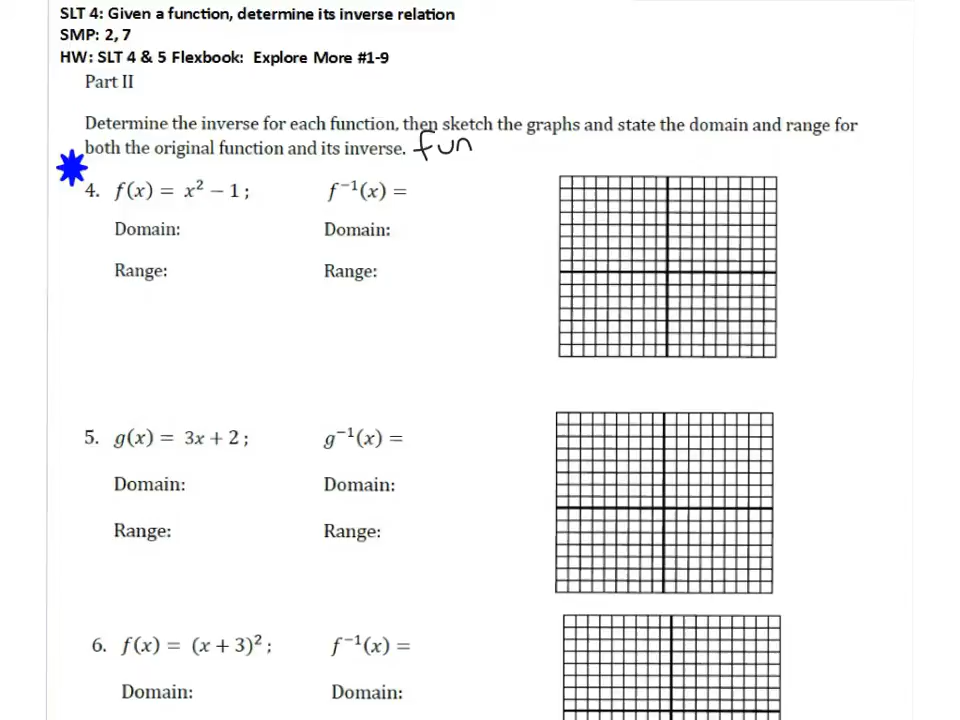 SLT 4: Given a function, determine its inverse relation
SMP: 2, 7
HW: SLT 4 & 5 Flexbook: Explore More #1-9
Part II
Determine the inverse for each function, then sketch the graphs and state the domain and range for
both the original function and its inverse. fun
4. f(x) = x² − 1 ; f⁻¹(x) =
Domain: Domain:
Range: Range:
5. g(x) = 3x + 2 ; g⁻¹(x) =
Domain: Domain:
Range: Range:
6. f(x) = (x + 3)² ; f⁻¹(x) =
Domain: Domain: